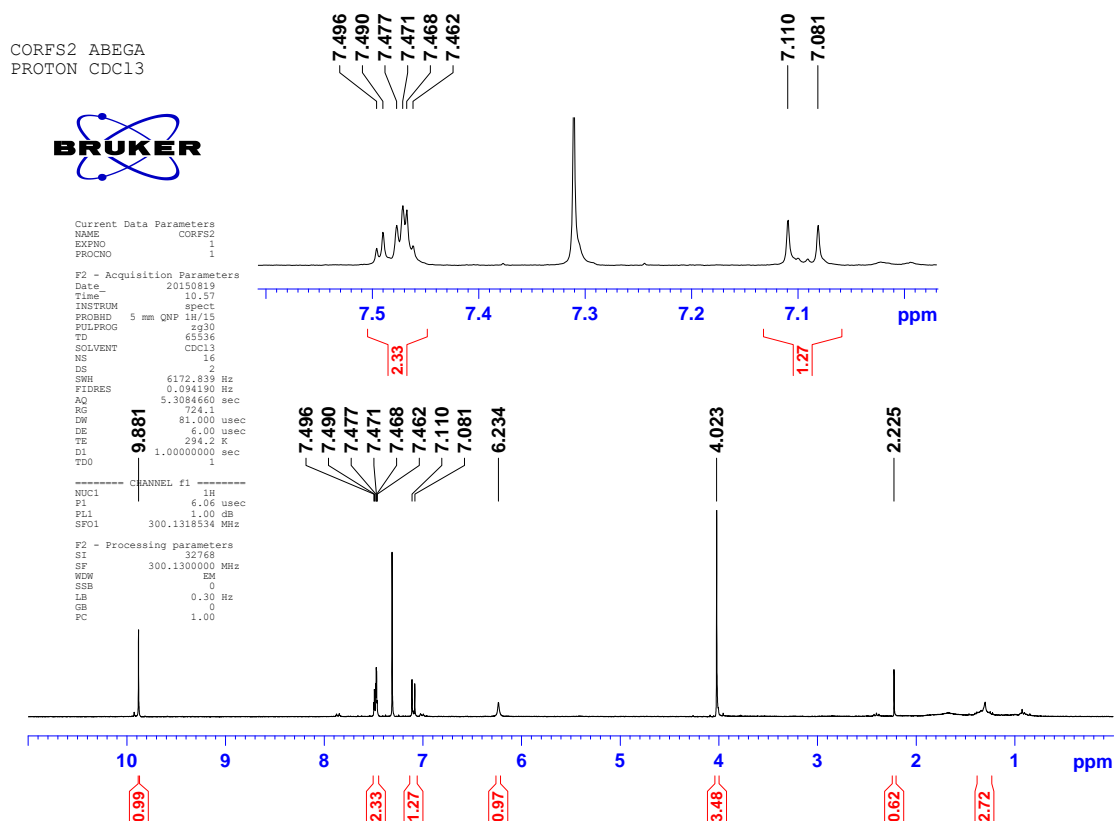 CORFS2 ABEGA
PROTON CDCl3
BRUKER
7.496
7.490
7.477
7.471
7.468
7.462
7.110
7.081
7.5 7.4 7.3 7.2 7.1 ppm
2.33
1.27
Current Data Parameters
NAME CORFS2
EXPNO 1
PROCNO 1
F2 - Acquisition Parameters
Date_ 20150819
Time 10.57
INSTRUM spect
PROBHD 5 mm QNP 1H/15
PULPROG zg30
TD 65536
SOLVENT CDCl3
NS 16
DS 2
SWH 6172.839 Hz
FIDRES 0.094190 Hz
AQ 5.3084660 sec
RG 724.1
DW 81.000 usec
DE 6.00 usec
TE 294.2 K
D1 1.00000000 sec
TD0 1
======== CHANNEL f1 ========
NUC1 1H
P1 6.06 usec
PL1 1.00 dB
SFO1 300.1318534 MHz
F2 - Processing parameters
SI 32768
SF 300.1300000 MHz
WDW EM
SSB 0
LB 0.30 Hz
GB 0
PC 1.00
9.881
7.496
7.490
7.477
7.471
7.468
7.462
7.110
7.081
6.234
4.023
2.225
10 9 8 7 6 5 4 3 2 1 ppm
0.99
2.33
1.27
0.97
3.48
0.62
2.72